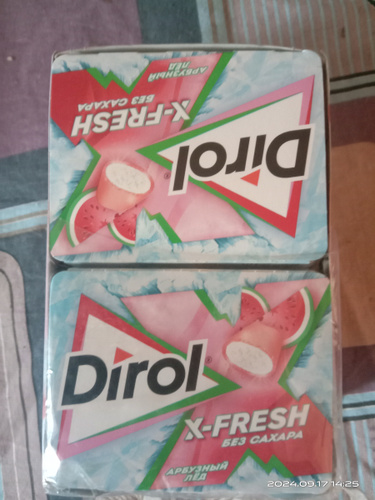 АРБУЗНЫЙ
ЛЁД
X-FRESH
БЕЗ САХАРА
Dirol
Dirol
X-FRESH
БЕЗ САХАРА
АРБУЗНЫЙ
ЛЁД
2024.09.17 14:25